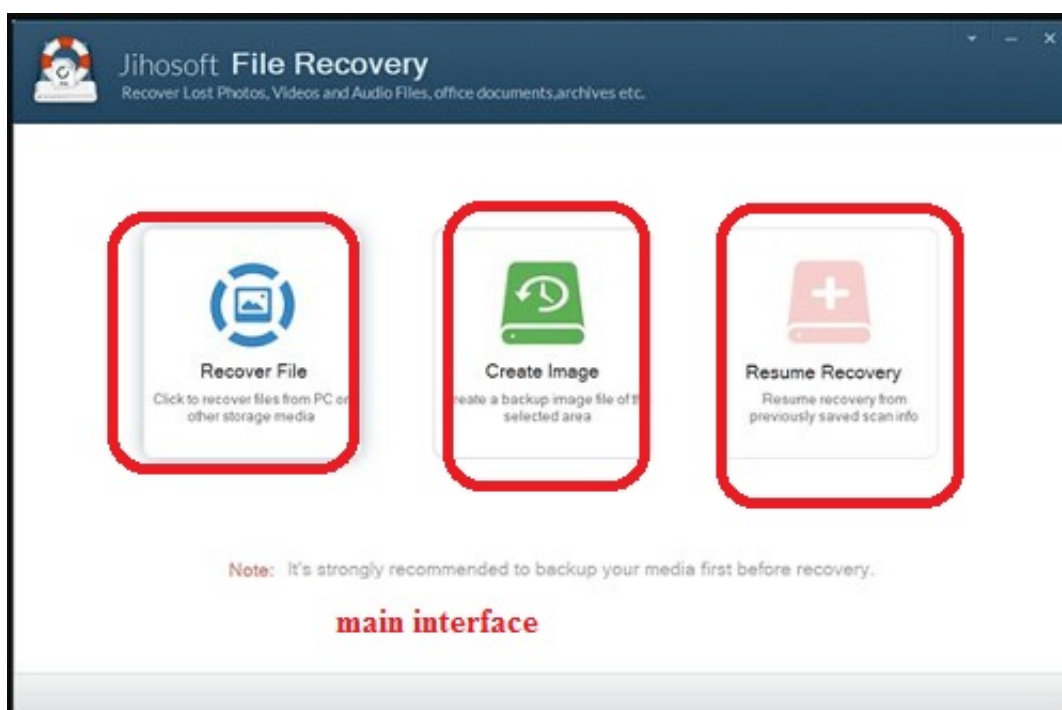 Jihosoft File Recovery
Recover Lost Photos, Videos and Audio Files, office documents,archives etc.
Recover File
Click to recover files from PC or
other storage media
Create Image
reate a backup image file of th
selected area
Resume Recovery
Resume recovery from
previously saved scan info
Note: It's strongly recommended to backup your media first before recovery.
main interface